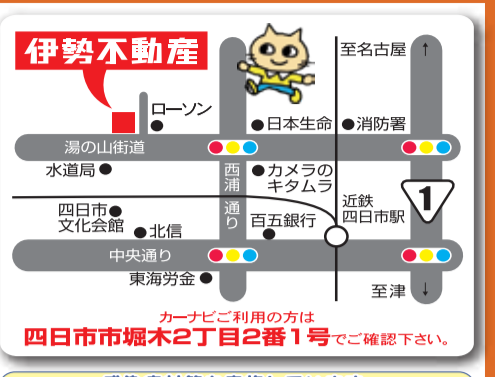 伊勢不動産
至名古屋 ↑
ローソン
日本生命
消防署
湯の山街道
水道局
西浦通り
カメラの
キタムラ
1
四日市
文化会館
北信
百五銀行
近鉄
四日市駅
中央通り
東海労金
至津 ↓
カーナビご利用の方は
四日市市堀木2丁目2番1号でご確認下さい。